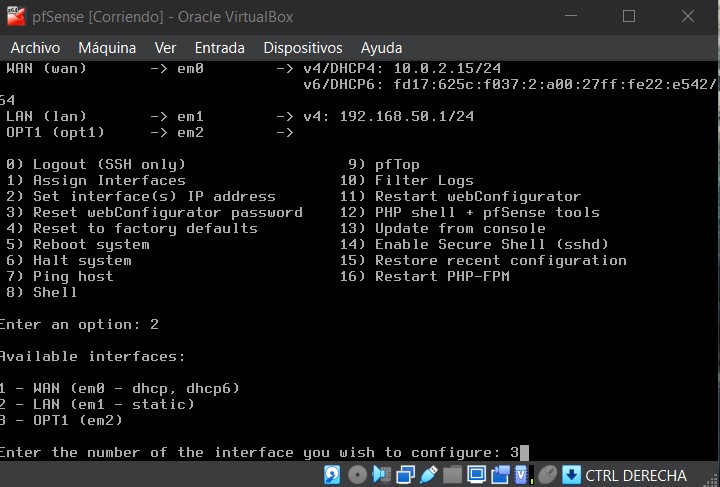 pfSense [Corriendo] - Oracle VirtualBox
Archivo Máquina Ver Entrada Dispositivos Ayuda
WAN (wan) -> em0 -> v4/DHCP4: 10.0.2.15/24
v6/DHCP6: fd17:625c:f037:2:a00:27ff:fe22:e542/
64
LAN (lan) -> em1 -> v4: 192.168.50.1/24
OPT1 (opt1) -> em2 ->
0) Logout (SSH only) 9) pfTop
1) Assign Interfaces 10) Filter Logs
2) Set interface(s) IP address 11) Restart webConfigurator
3) Reset webConfigurator password 12) PHP shell + pfSense tools
4) Reset to factory defaults 13) Update from console
5) Reboot system 14) Enable Secure Shell (sshd)
6) Halt system 15) Restore recent configuration
7) Ping host 16) Restart PHP-FPM
8) Shell
Enter an option: 2
Available interfaces:
1 - WAN (em0 - dhcp, dhcp6)
2 - LAN (em1 - static)
3 - OPT1 (em2)
Enter the number of the interface you wish to configure: 3
CTRL DERECHA